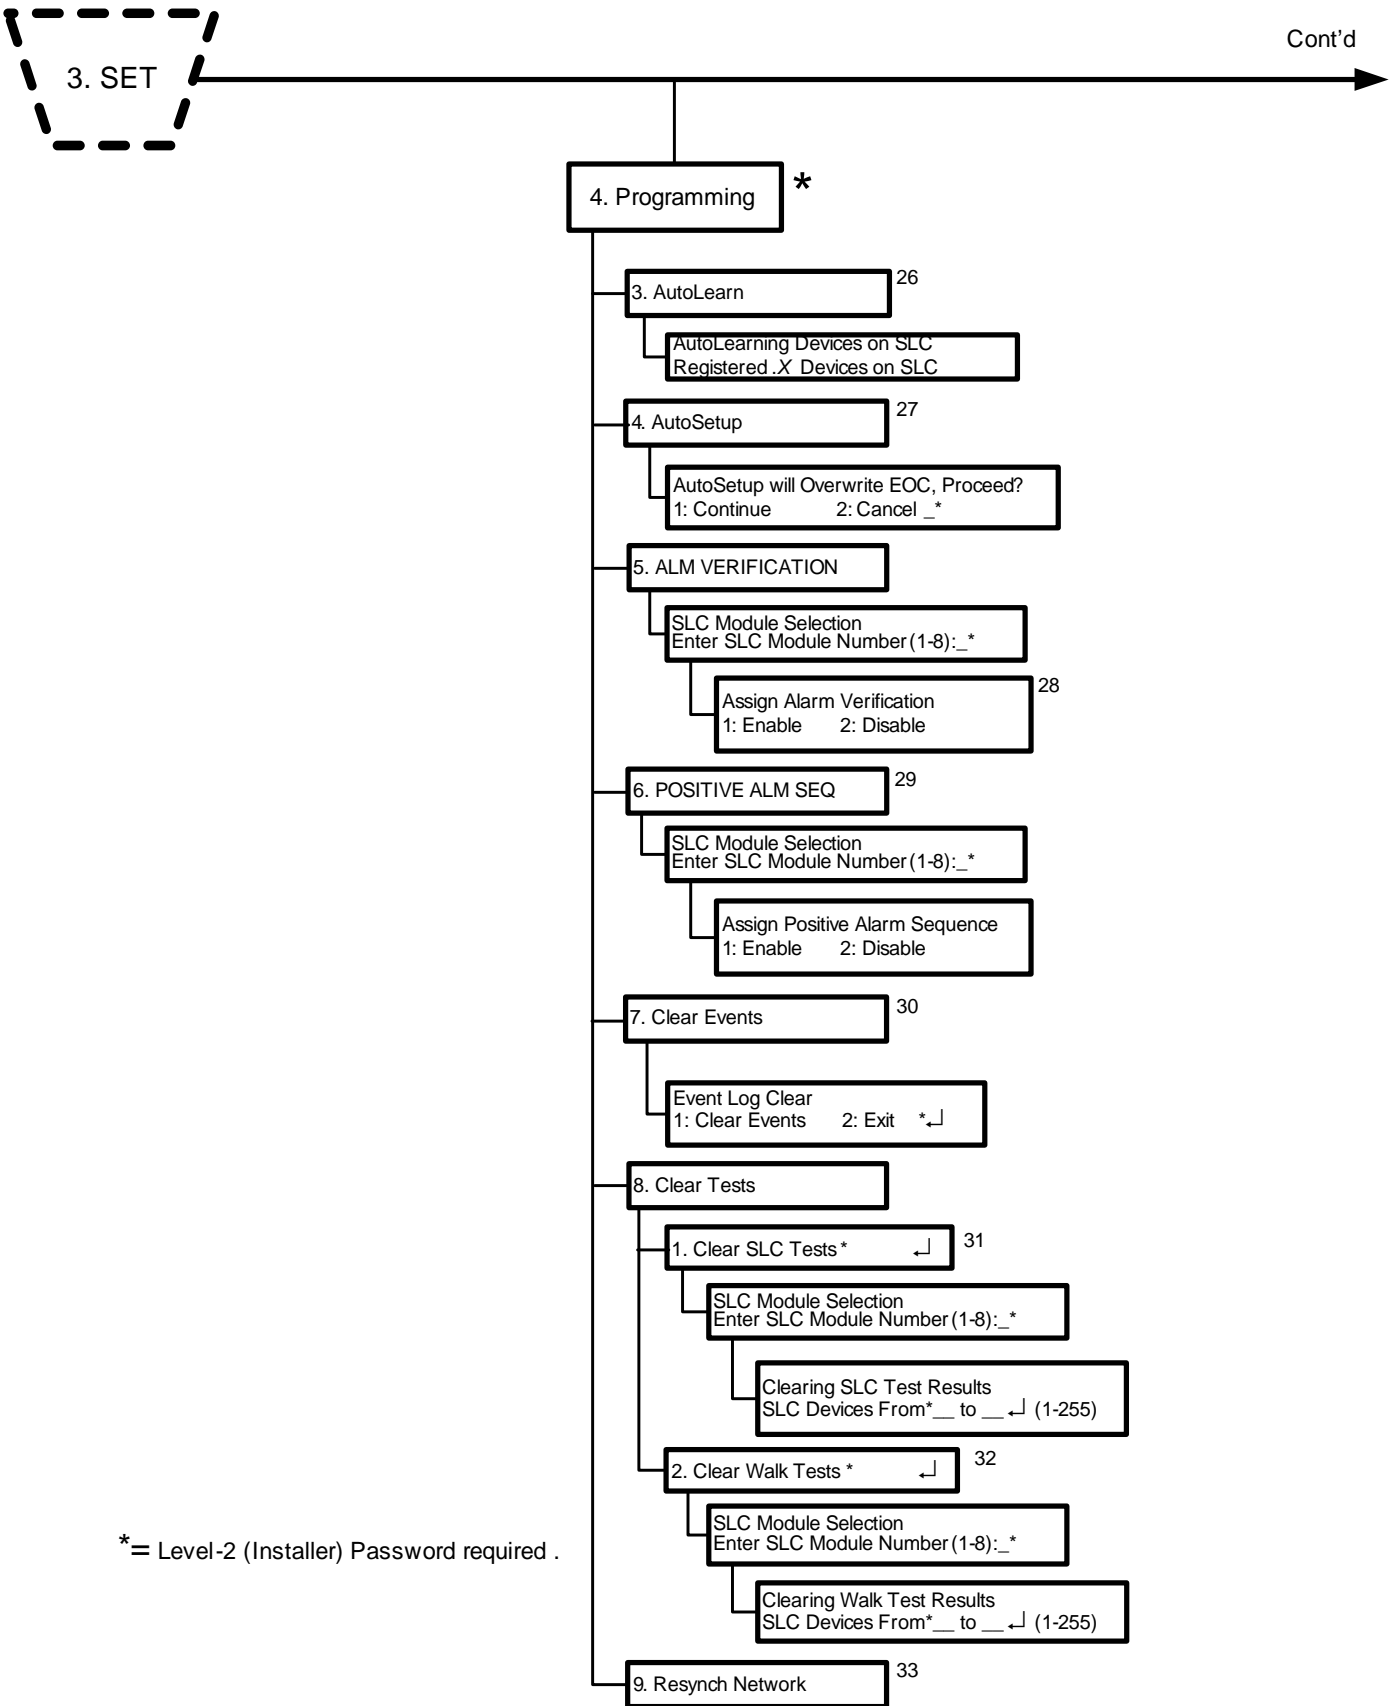 Cont'd
3. SET
4. Programming *
3. AutoLearn 26
AutoLearning Devices on SLC
Registered .X Devices on SLC
4. AutoSetup 27
AutoSetup will Overwrite EOC, Proceed?
1: Continue 2: Cancel _*
5. ALM VERIFICATION
SLC Module Selection
Enter SLC Module Number (1-8):_*
Assign Alarm Verification 28
1: Enable 2: Disable
6. POSITIVE ALM SEQ 29
SLC Module Selection
Enter SLC Module Number (1-8):_*
Assign Positive Alarm Sequence
1: Enable 2: Disable
7. Clear Events 30
Event Log Clear
1: Clear Events 2: Exit *↵
8. Clear Tests
1. Clear SLC Tests * ↵ 31
SLC Module Selection
Enter SLC Module Number (1-8):_*
Clearing SLC Test Results
SLC Devices From*__ to __ ↵ (1-255)
2. Clear Walk Tests * ↵ 32
SLC Module Selection
Enter SLC Module Number (1-8):_*
Clearing Walk Test Results
SLC Devices From*__ to __ ↵ (1-255)
*= Level-2 (Installer) Password required .
9. Resynch Network 33